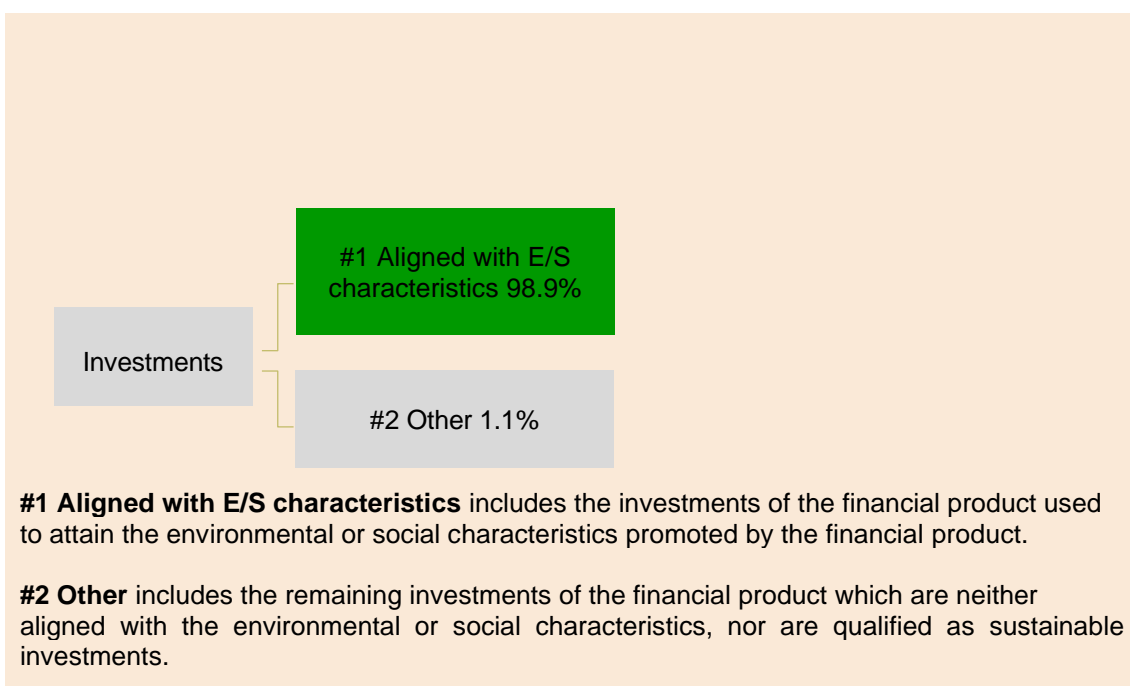 #1 Aligned with E/S
characteristics 98.9%
Investments
#2 Other 1.1%
#1 Aligned with E/S characteristics includes the investments of the financial product used
to attain the environmental or social characteristics promoted by the financial product.
#2 Other includes the remaining investments of the financial product which are neither
aligned with the environmental or social characteristics, nor are qualified as sustainable
investments.